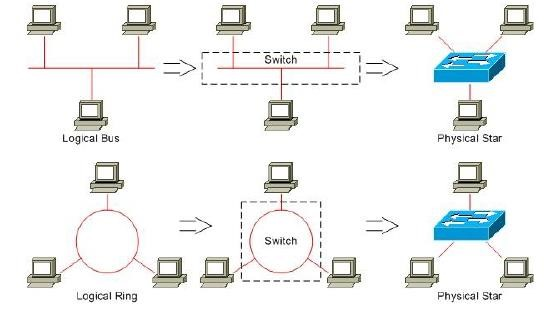 Switch
Logical Bus
Physical Star
Switch
Logical Ring
Physical Star